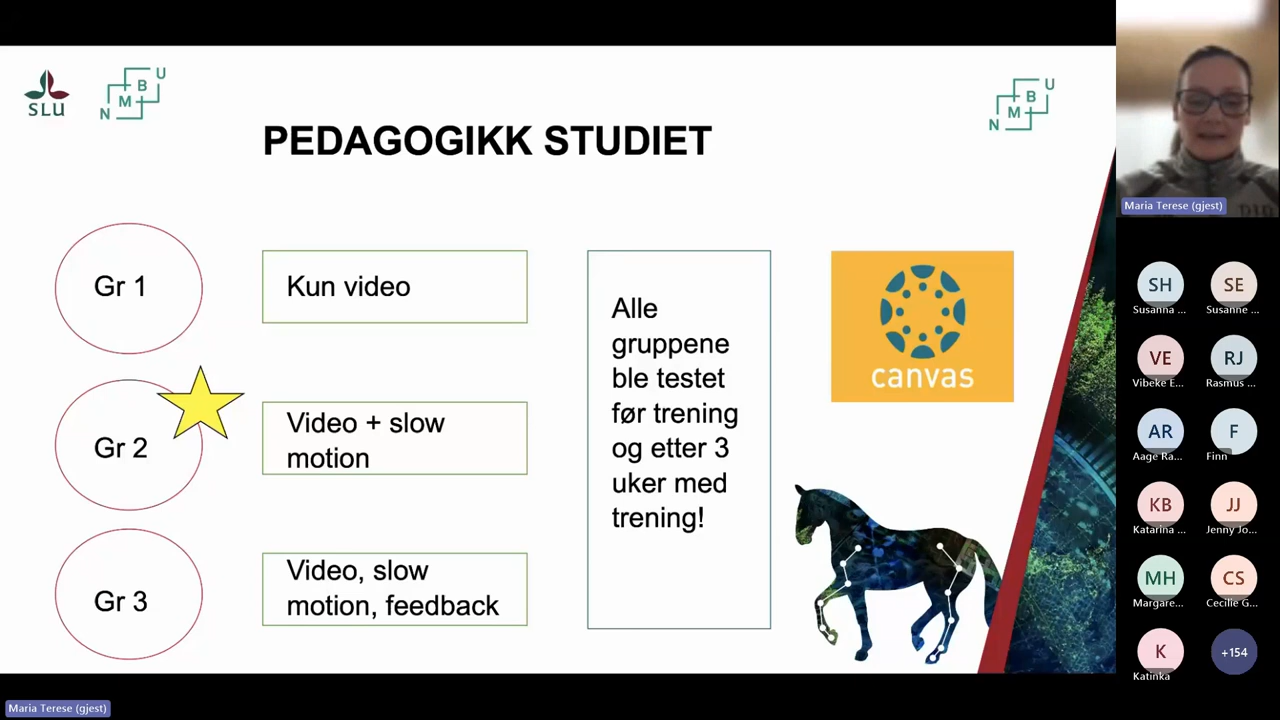 SLU
N M B U
N M B U
PEDAGOGIKK STUDIET
Gr 1
Kun video
Gr 2
Video + slow
motion
Gr 3
Video, slow
motion, feedback
Alle
gruppene
ble testet
før trening
og etter 3
uker med
trening!
canvas
Maria Terese (gjest)
SH
Susanna ...
SE
Susanne ...
VE
Vibeke E...
RJ
Rasmus ...
AR
Aage Ra...
F
Finn
KB
Katarina ...
JJ
Jenny Jo...
MH
Margare...
CS
Cecilie G...
K
Katinka
+154
Maria Terese (gjest)